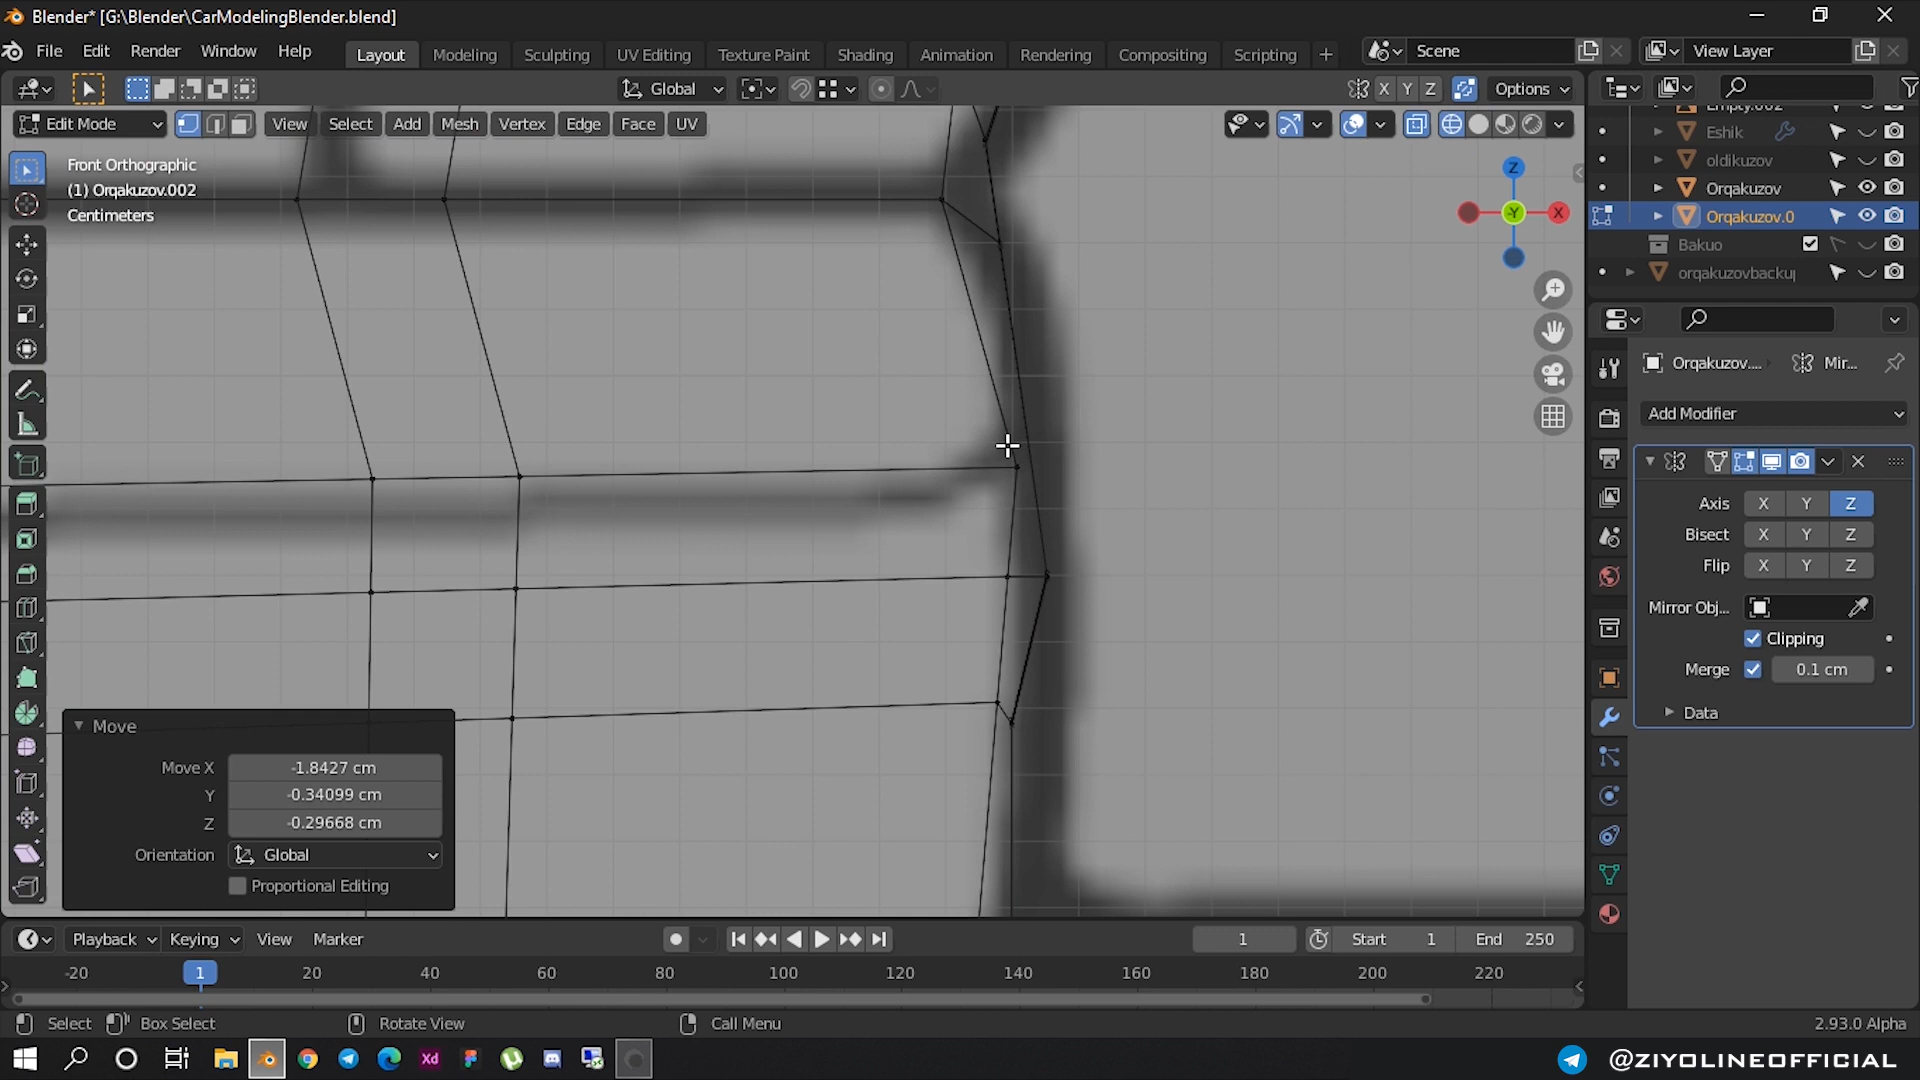 Blender* [G:\Blender\CarModelingBlender.blend]
File Edit Render Window Help Layout Modeling Sculpting UV Editing Texture Paint Shading Animation Rendering Compositing Scripting + Scene View Layer
Global X Y Z Options
Edit Mode View Select Add Mesh Vertex Edge Face UV
Front Orthographic
(1) Orqakuzov.002
Centimeters
Z
-Y
X
Empty.002
Eshik
oldikuzov
Orqakuzov
Orqakuzov.0
Bakuo
orqakuzovbackup
Orqakuzov.... Mir...
Add Modifier
Axis X Y Z
Bisect X Y Z
Flip X Y Z
Mirror Obj...
Clipping
Merge 0.1 cm
Data
Move
Move X -1.8427 cm
Y -0.34099 cm
Z -0.29668 cm
Orientation Global
Proportional Editing
Playback Keying View Marker 1 Start 1 End 250
-20 1 20 40 60 80 100 120 140 160 180 200 220
Select Box Select Rotate View Call Menu 2.93.0 Alpha
Xd
@ZIYOLINEOFFICIAL